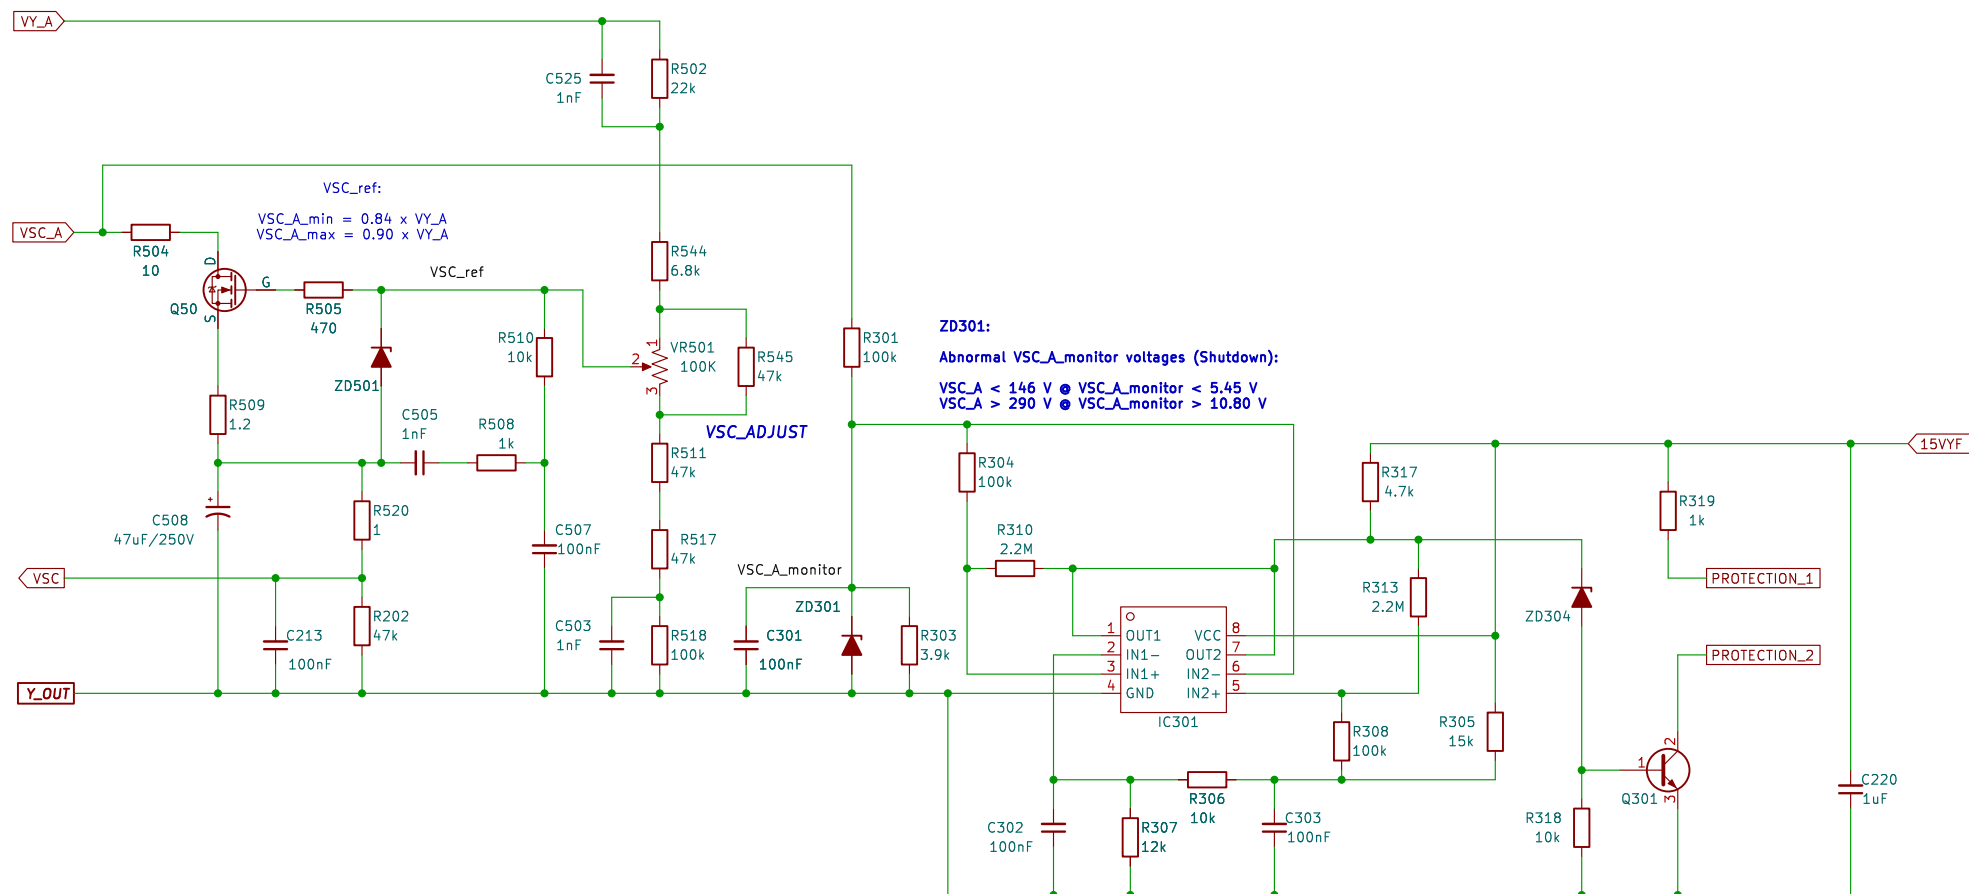 VY_A
C525
1nF
R502
22k
VSC_ref:
VSC_A_min = 0.84 x VY_A
VSC_A_max = 0.90 x VY_A
VSC_A
R504
10
D
G
S
Q50
R505
470
VSC_ref
R544
6.8k
R510
10k
ZD501
1
2
3
VR501
100K
R545
47k
VSC_ADJUST
R301
100k
ZD301:
Abnormal VSC_A_monitor voltages (Shutdown):
VSC_A < 146 V @ VSC_A_monitor < 5.45 V
VSC_A > 290 V @ VSC_A_monitor > 10.80 V
R509
1.2
C505
1nF
R508
1k
R511
47k
R304
100k
R317
4.7k
15VYF
R319
1k
+
C508
47uF/250V
R520
1
C507
100nF
R517
47k
R310
2.2M
VSC
VSC_A_monitor
R313
2.2M
PROTECTION_1
ZD304
C213
100nF
R202
47k
C503
1nF
R518
100k
C301
100nF
ZD301
R303
3.9k
1 OUT1 VCC 8
2 IN1- OUT2 7
3 IN1+ IN2- 6
4 GND IN2+ 5
IC301
PROTECTION_2
Y_OUT
R308
100k
R305
15k
1
2
3
Q301
R306
10k
C220
1uF
C302
100nF
R307
12k
C303
100nF
R318
10k